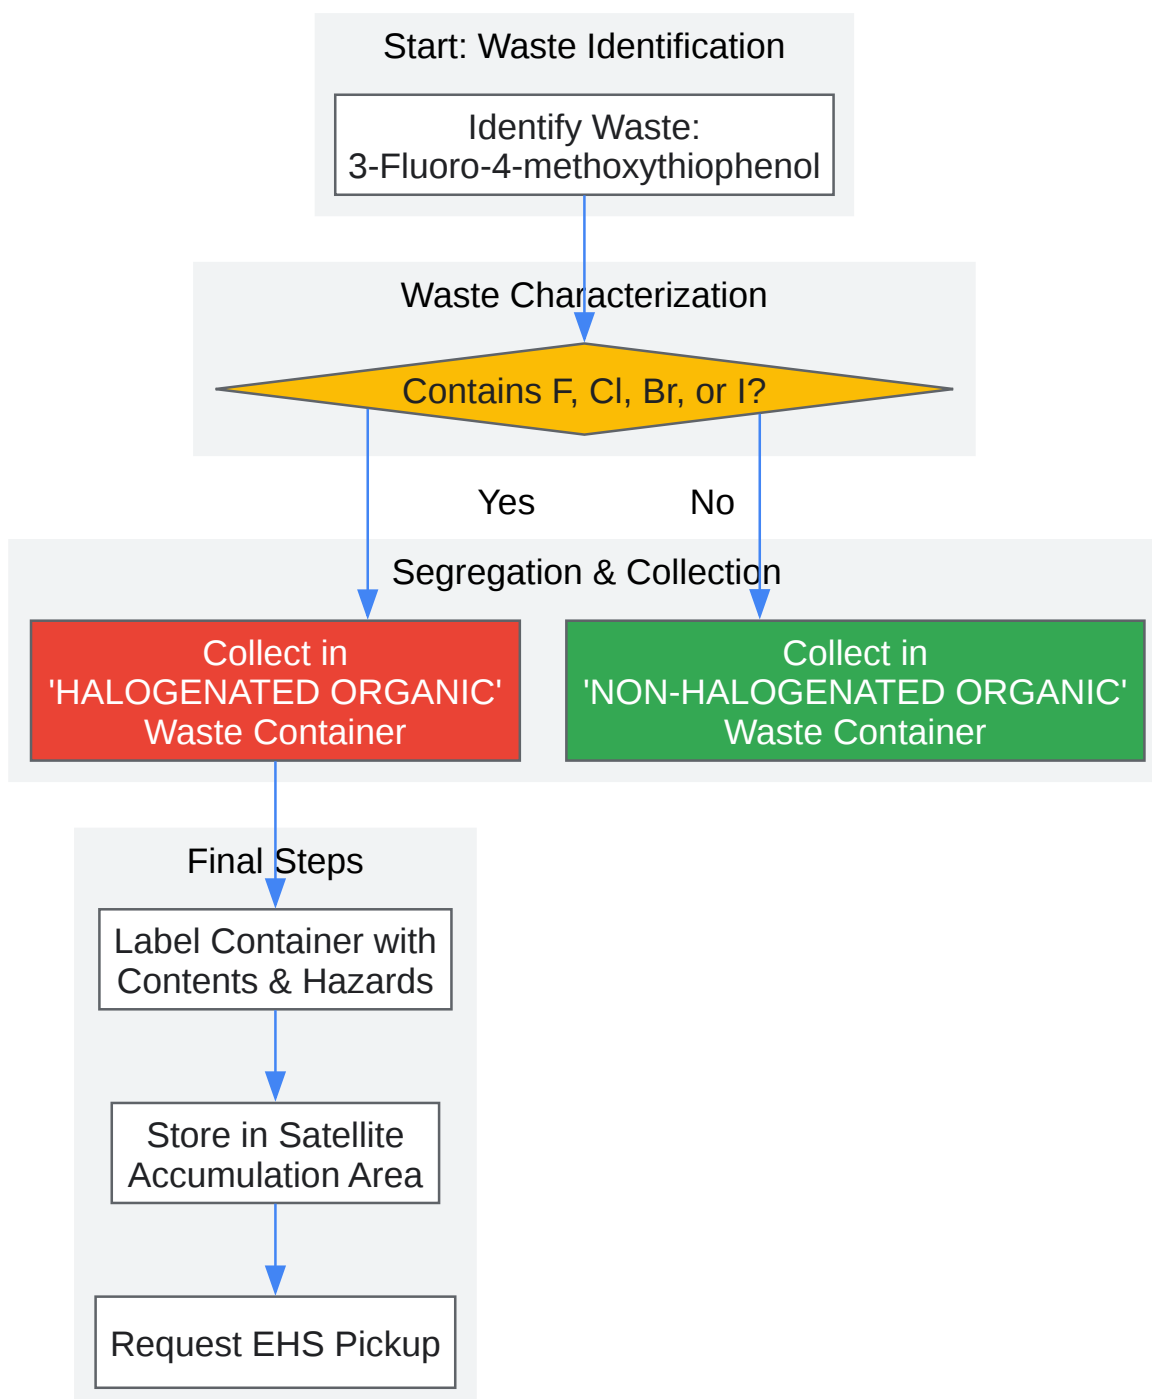 Start: Waste Identification
Identify Waste:
3-Fluoro-4-methoxythiophenol
Waste Characterization
Contains F, Cl, Br, or I?
Yes
No
Segregation & Collection
Collect in
'HALOGENATED ORGANIC'
Waste Container
Collect in
'NON-HALOGENATED ORGANIC'
Waste Container
Final Steps
Label Container with
Contents & Hazards
Store in Satellite
Accumulation Area
Request EHS Pickup